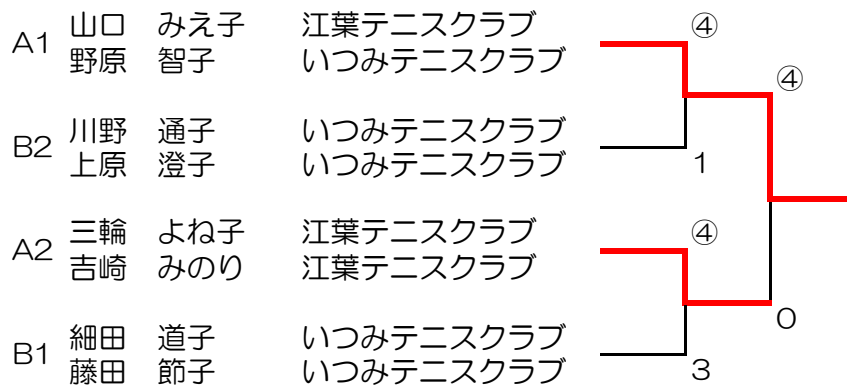 A1 山口 みえ子 江葉テニスクラブ ④
野原 智子 いつみテニスクラブ
④
B2 川野 通子 いつみテニスクラブ
上原 澄子 いつみテニスクラブ 1
A2 三輪 よね子 江葉テニスクラブ ④
吉崎 みのり 江葉テニスクラブ
0
B1 細田 道子 いつみテニスクラブ
藤田 節子 いつみテニスクラブ 3